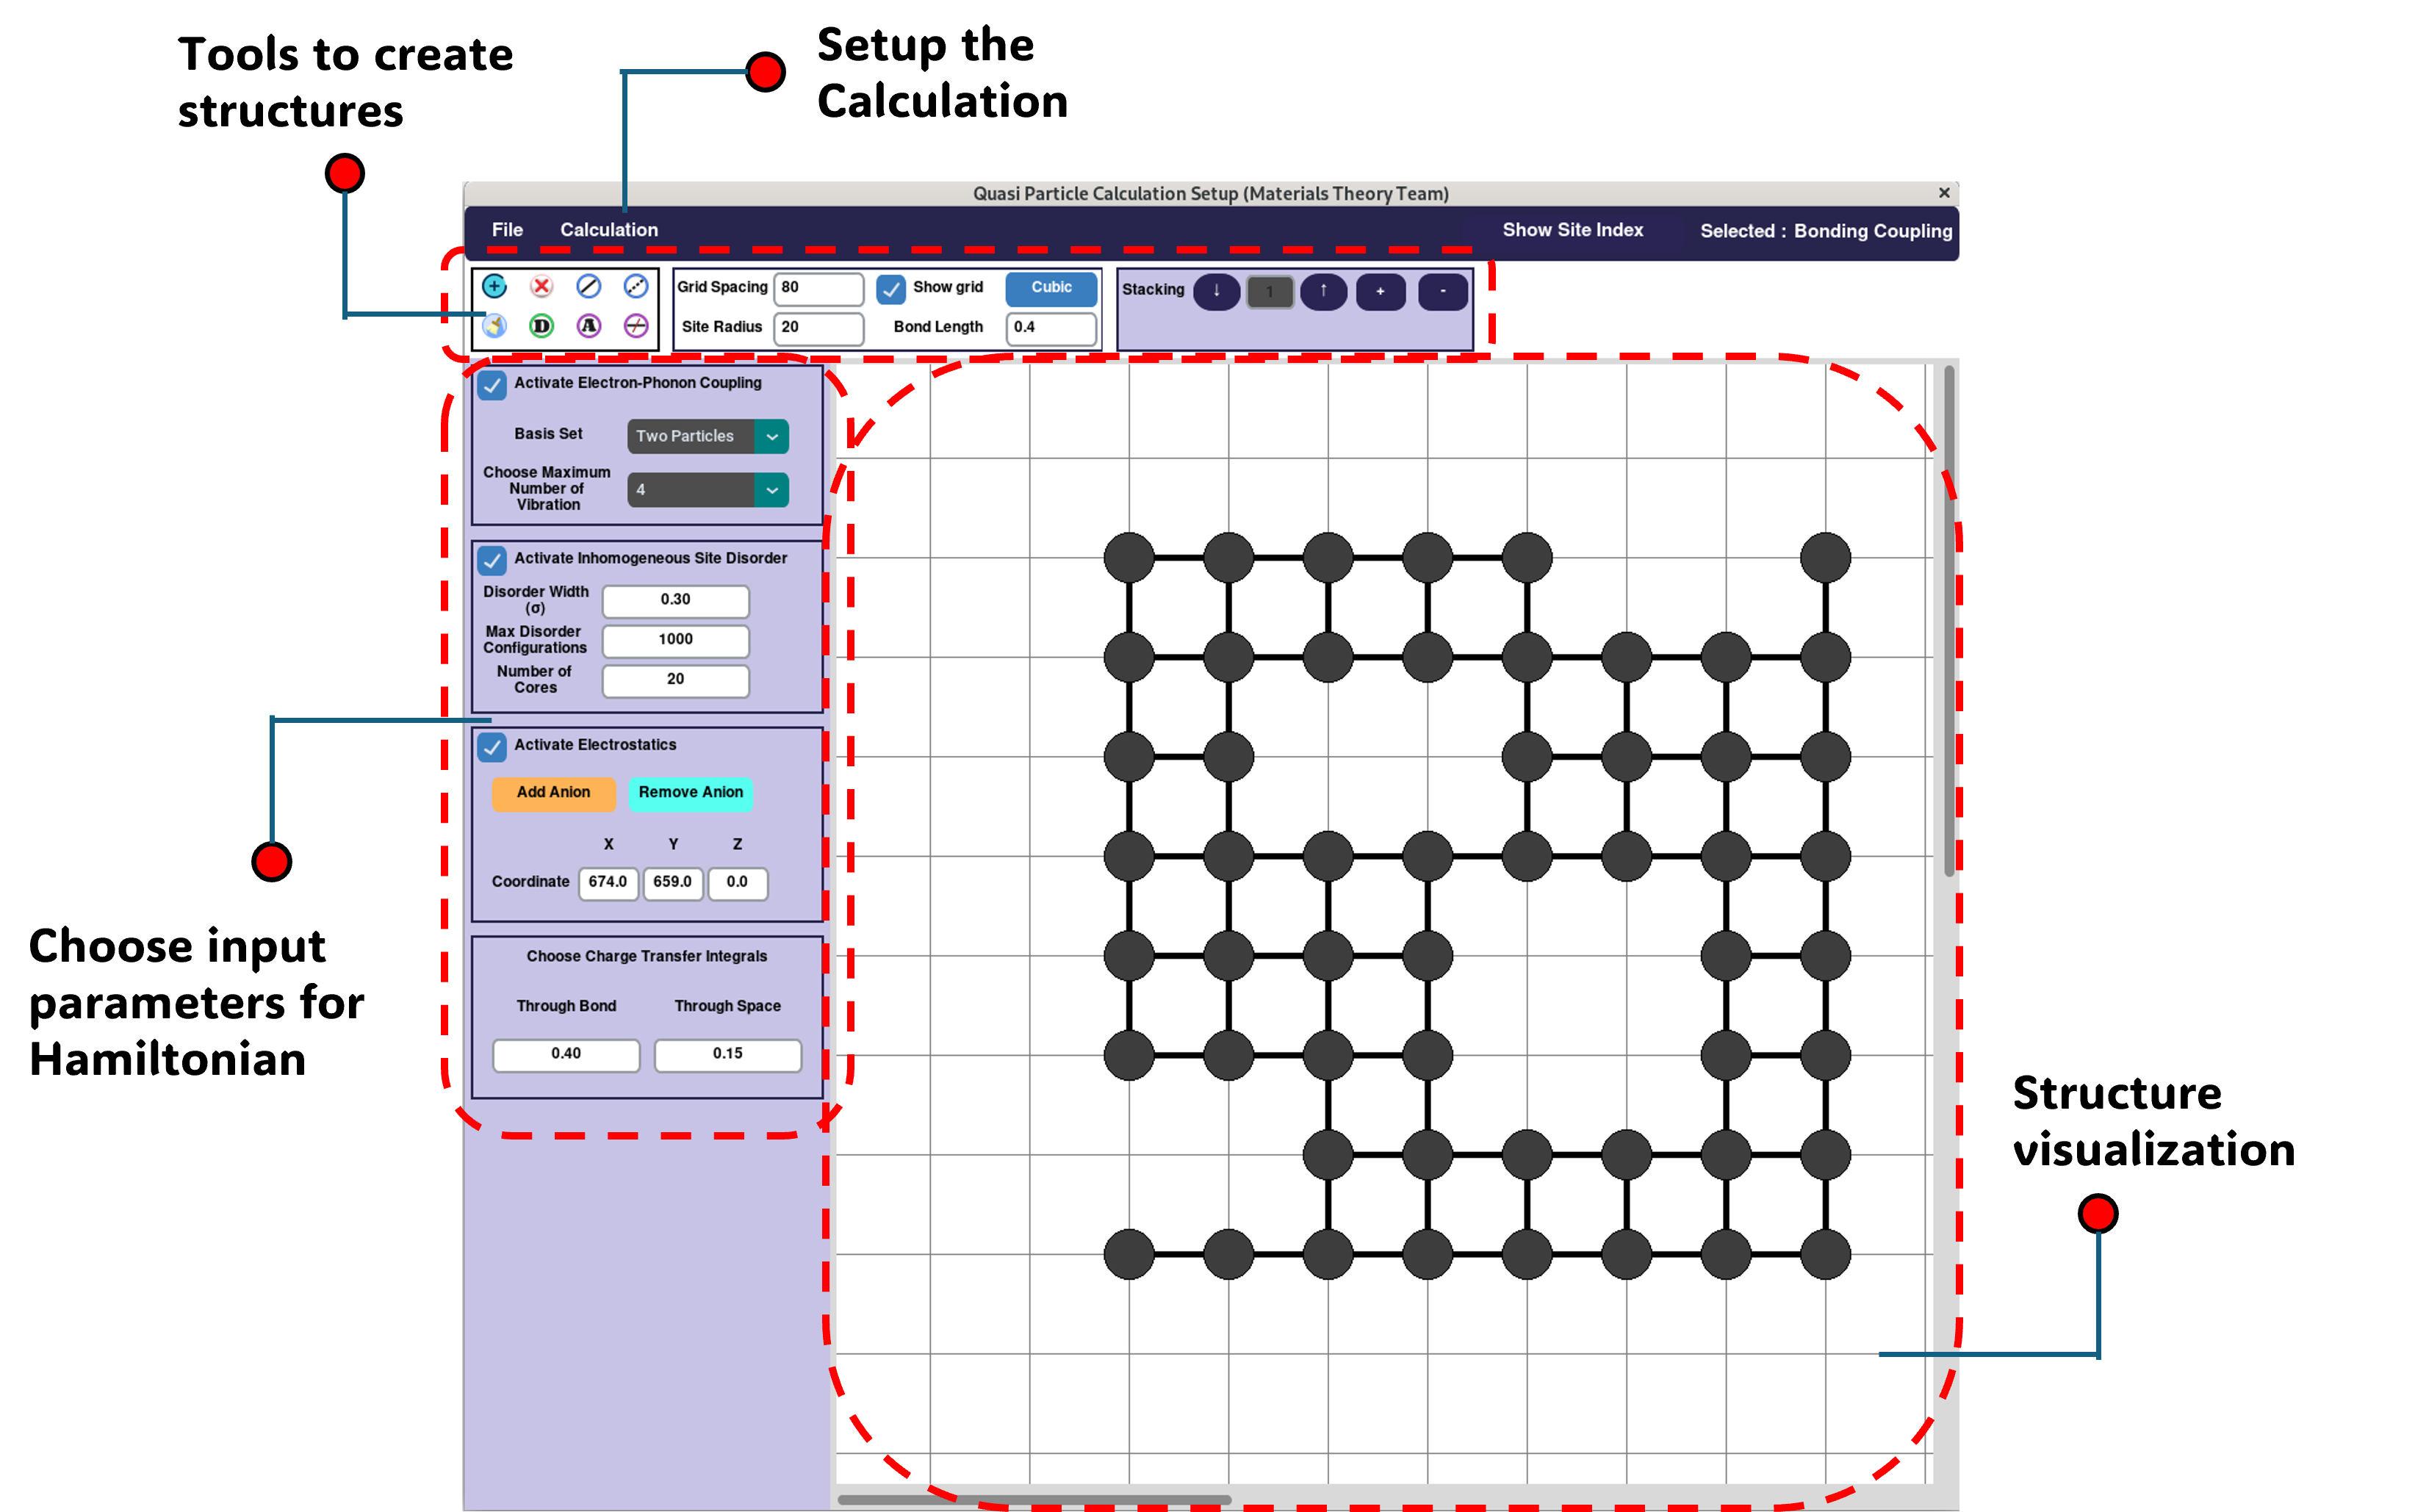 Tools to create
structures
Setup the
Calculation
Quasi Particle Calculation Setup (Materials Theory Team)
File
Calculation
Show Site Index
Selected : Bonding Coupling
Grid Spacing
80
Show grid
Cubic
Stacking
↓
1
↑
+
-
D
A
Site Radius
20
Bond Length
0.4
Activate Electron-Phonon Coupling
Basis Set
Two Particles
Choose Maximum
Number of
Vibration
4
Activate Inhomogeneous Site Disorder
Disorder Width
(σ)
0.30
Max Disorder
Configurations
1000
Number of
Cores
20
Activate Electrostatics
Add Anion
Remove Anion
X
Y
Z
Coordinate
674.0
659.0
0.0
Choose Charge Transfer Integrals
Through Bond
Through Space
0.40
0.15
Choose input
parameters for
Hamiltonian
Structure
visualization